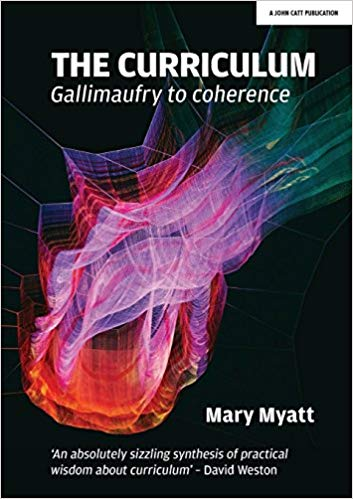 A JOHN CATT PUBLICATION
THE CURRICULUM
Gallimaufry to coherence
Mary Myatt
'An absolutely sizzling synthesis of practical
wisdom about curriculum' – David Weston